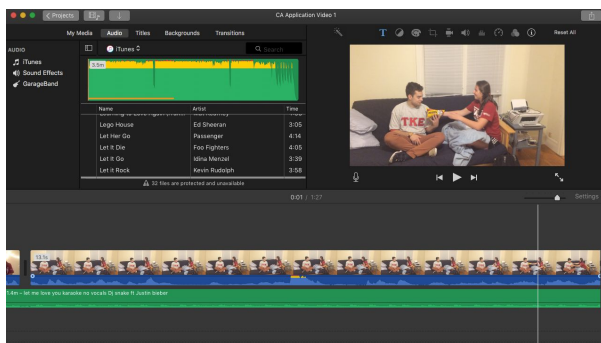 Projects
CA Application Video 1
My Media Audio Titles Backgrounds Transitions
Reset All
AUDIO
iTunes
Search
iTunes
Sound Effects
GarageBand
3.5m
Name Artist Time
Lego House Ed Sheeran 3:05
Let Her Go Passenger 4:14
Let It Die Foo Fighters 4:05
Let It Go Idina Menzel 3:39
Let it Rock Kevin Rudolph 3:58
32 files are protected and unavailable
TKE
0:01 | 1:27
Settings
13.1s
1.4m – let me love you karaoke no vocals Dj snake ft Justin bieber